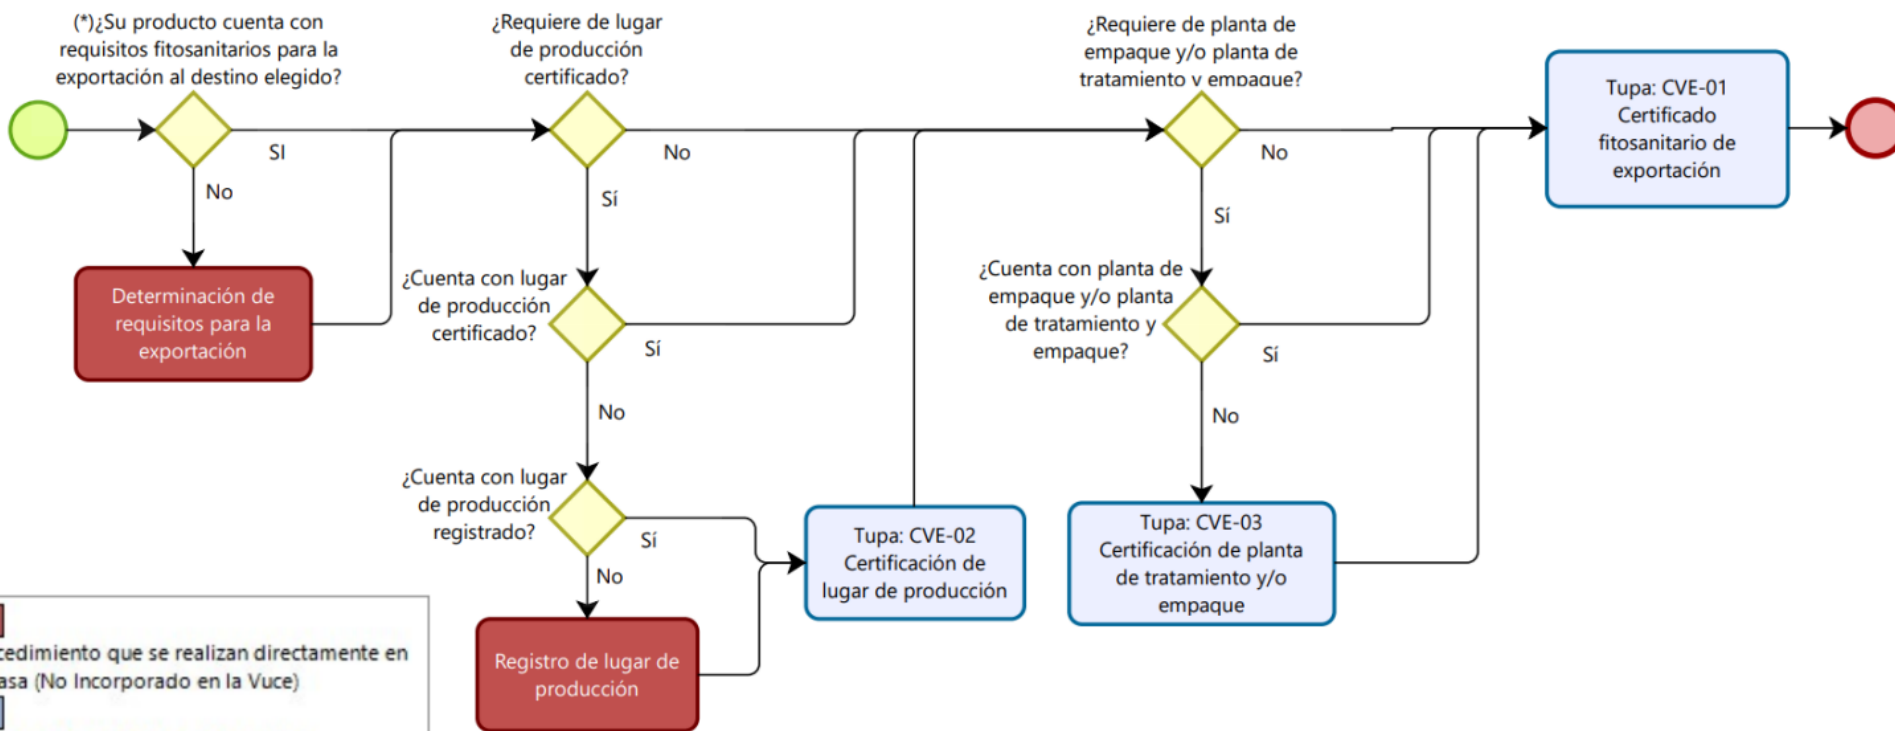 (*)¿Su producto cuenta con
requisitos fitosanitarios para la
exportación al destino elegido?
SI
No
Determinación de
requisitos para la
exportación
¿Requiere de lugar
de producción
certificado?
No
Sí
¿Cuenta con lugar
de producción
certificado?
Sí
No
¿Cuenta con lugar
de producción
registrado?
Sí
No
Registro de lugar de
producción
Tupa: CVE-02
Certificación de
lugar de producción
¿Requiere de planta de
empaque y/o planta de
tratamiento y empaque?
No
Sí
¿Cuenta con planta de
empaque y/o planta
de tratamiento y
empaque?
Sí
No
Tupa: CVE-03
Certificación de planta
de tratamiento y/o
empaque
Tupa: CVE-01
Certificado
fitosanitario de
exportación
cedimiento que se realizan directamente en
asa (No Incorporado en la Vuce)